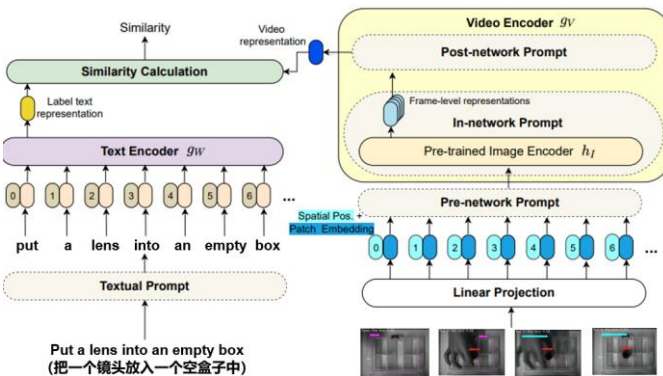 Similarity
Video representation
Video Encoder gV
Post-network Prompt
Similarity Calculation
Label text representation
Frame-level representations
In-network Prompt
Text Encoder gW
Pre-trained Image Encoder hI
0 1 2 3 4 5 6 ...
Pre-network Prompt
Spatial Pos. +
Patch Embedding
put a lens into an empty box
0 1 2 3 4 5 6 ...
Textual Prompt
Linear Projection
Put a lens into an empty box
(把一个镜头放入一个空盒子中)